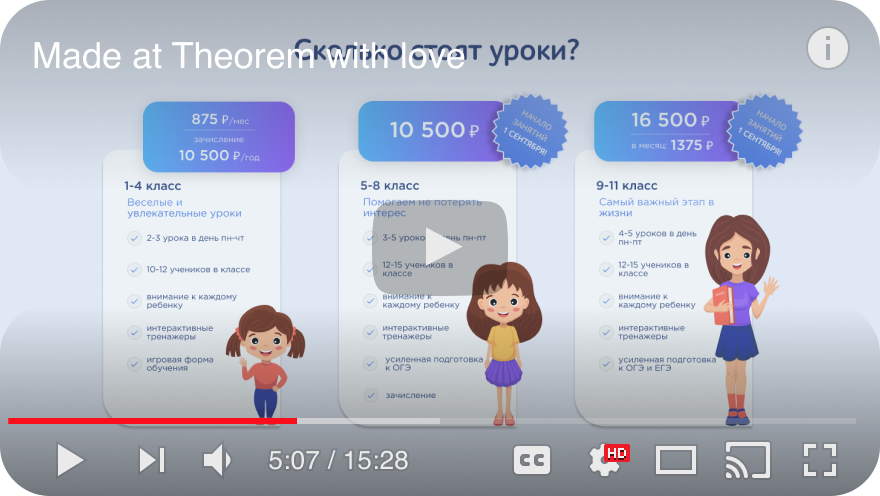 Made at Theorem with love
Сколько стоят уроки?
875 ₽/мес
зачисление
10 500 ₽/год
1-4 класс
Веселые и
увлекательные уроки
2-3 урока в день пн-чт
10-12 учеников в классе
внимание к каждому
ребенку
интерактивные
тренажеры
игровая форма
обучения
10 500 ₽
НАЧАЛО
ЗАНЯТИЙ
1 СЕНТЯБРЯ!
5-8 класс
Помогаем не потерять
интерес
3-5 уроков в день пн-пт
12-15 учеников в
классе
внимание к
каждому ребенку
интерактивные
тренажеры
усиленная подготовка
к ОГЭ
зачисление
16 500 ₽
в месяц: 1375 ₽
НАЧАЛО
ЗАНЯТИЙ
1 СЕНТЯБРЯ!
9-11 класс
Самый важный этап в
жизни
4-5 уроков в день
пн-пт
12-15 учеников в
классе
внимание к
каждому ребенку
интерактивные
тренажеры
усиленная подготовка
к ОГЭ и ЕГЭ
5:07 / 15:28
CC
HD